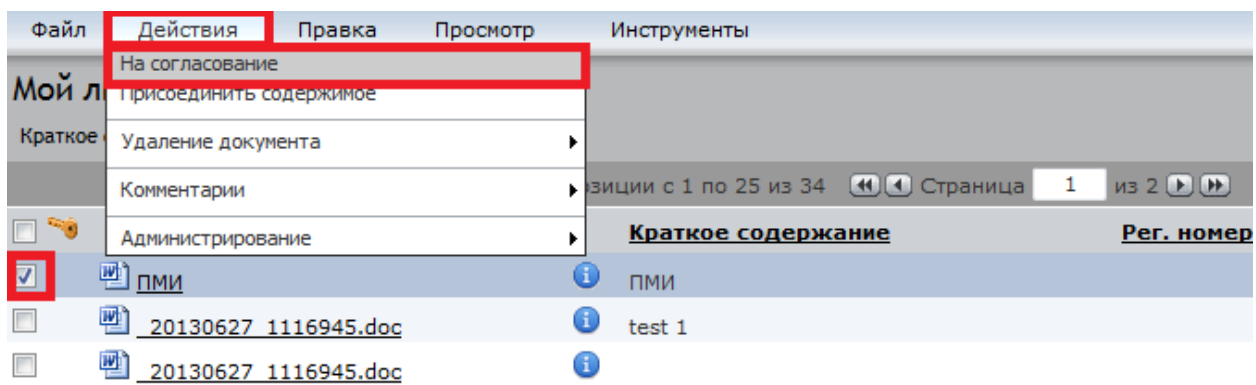 Файл Действия Правка Просмотр Инструменты
На согласование
Мой
Присоединить содержимое
Краткое
Удаление документа
Комментарии
с 1 по 25 из 34 Страница 1 из 2
Администрирование
Краткое содержание Рег. номер
ПМИ ПМИ
_20130627_1116945.doc test 1
_20130627_1116945.doc